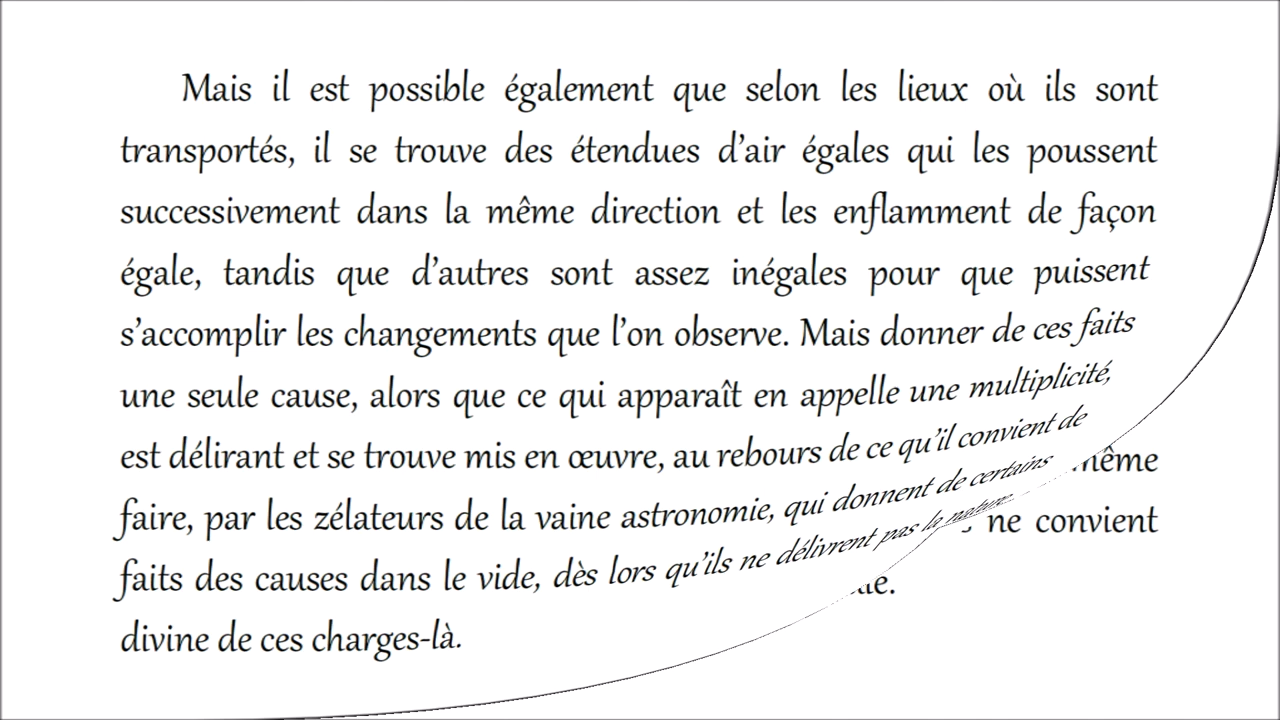 Mais il est possible également que selon les lieux où ils sont
transportés, il se trouve des étendues d’air égales qui les poussent
successivement dans la même direction et les enflamment de façon
égale, tandis que d’autres sont assez inégales pour que puissent
s’accomplir les changements que l’on observe. Mais donner de ces faits
une seule cause, alors que ce qui apparaît en appelle une multiplicité,
est délirant et se trouve mis en œuvre, au rebours de ce qu’il convient de
faire, par les zélateurs de la vaine astronomie, qui donnent de certains
faits des causes dans le vide, dès lors qu’ils ne délivrent pas la nature
divine de ces charges-là.
même
ne convient